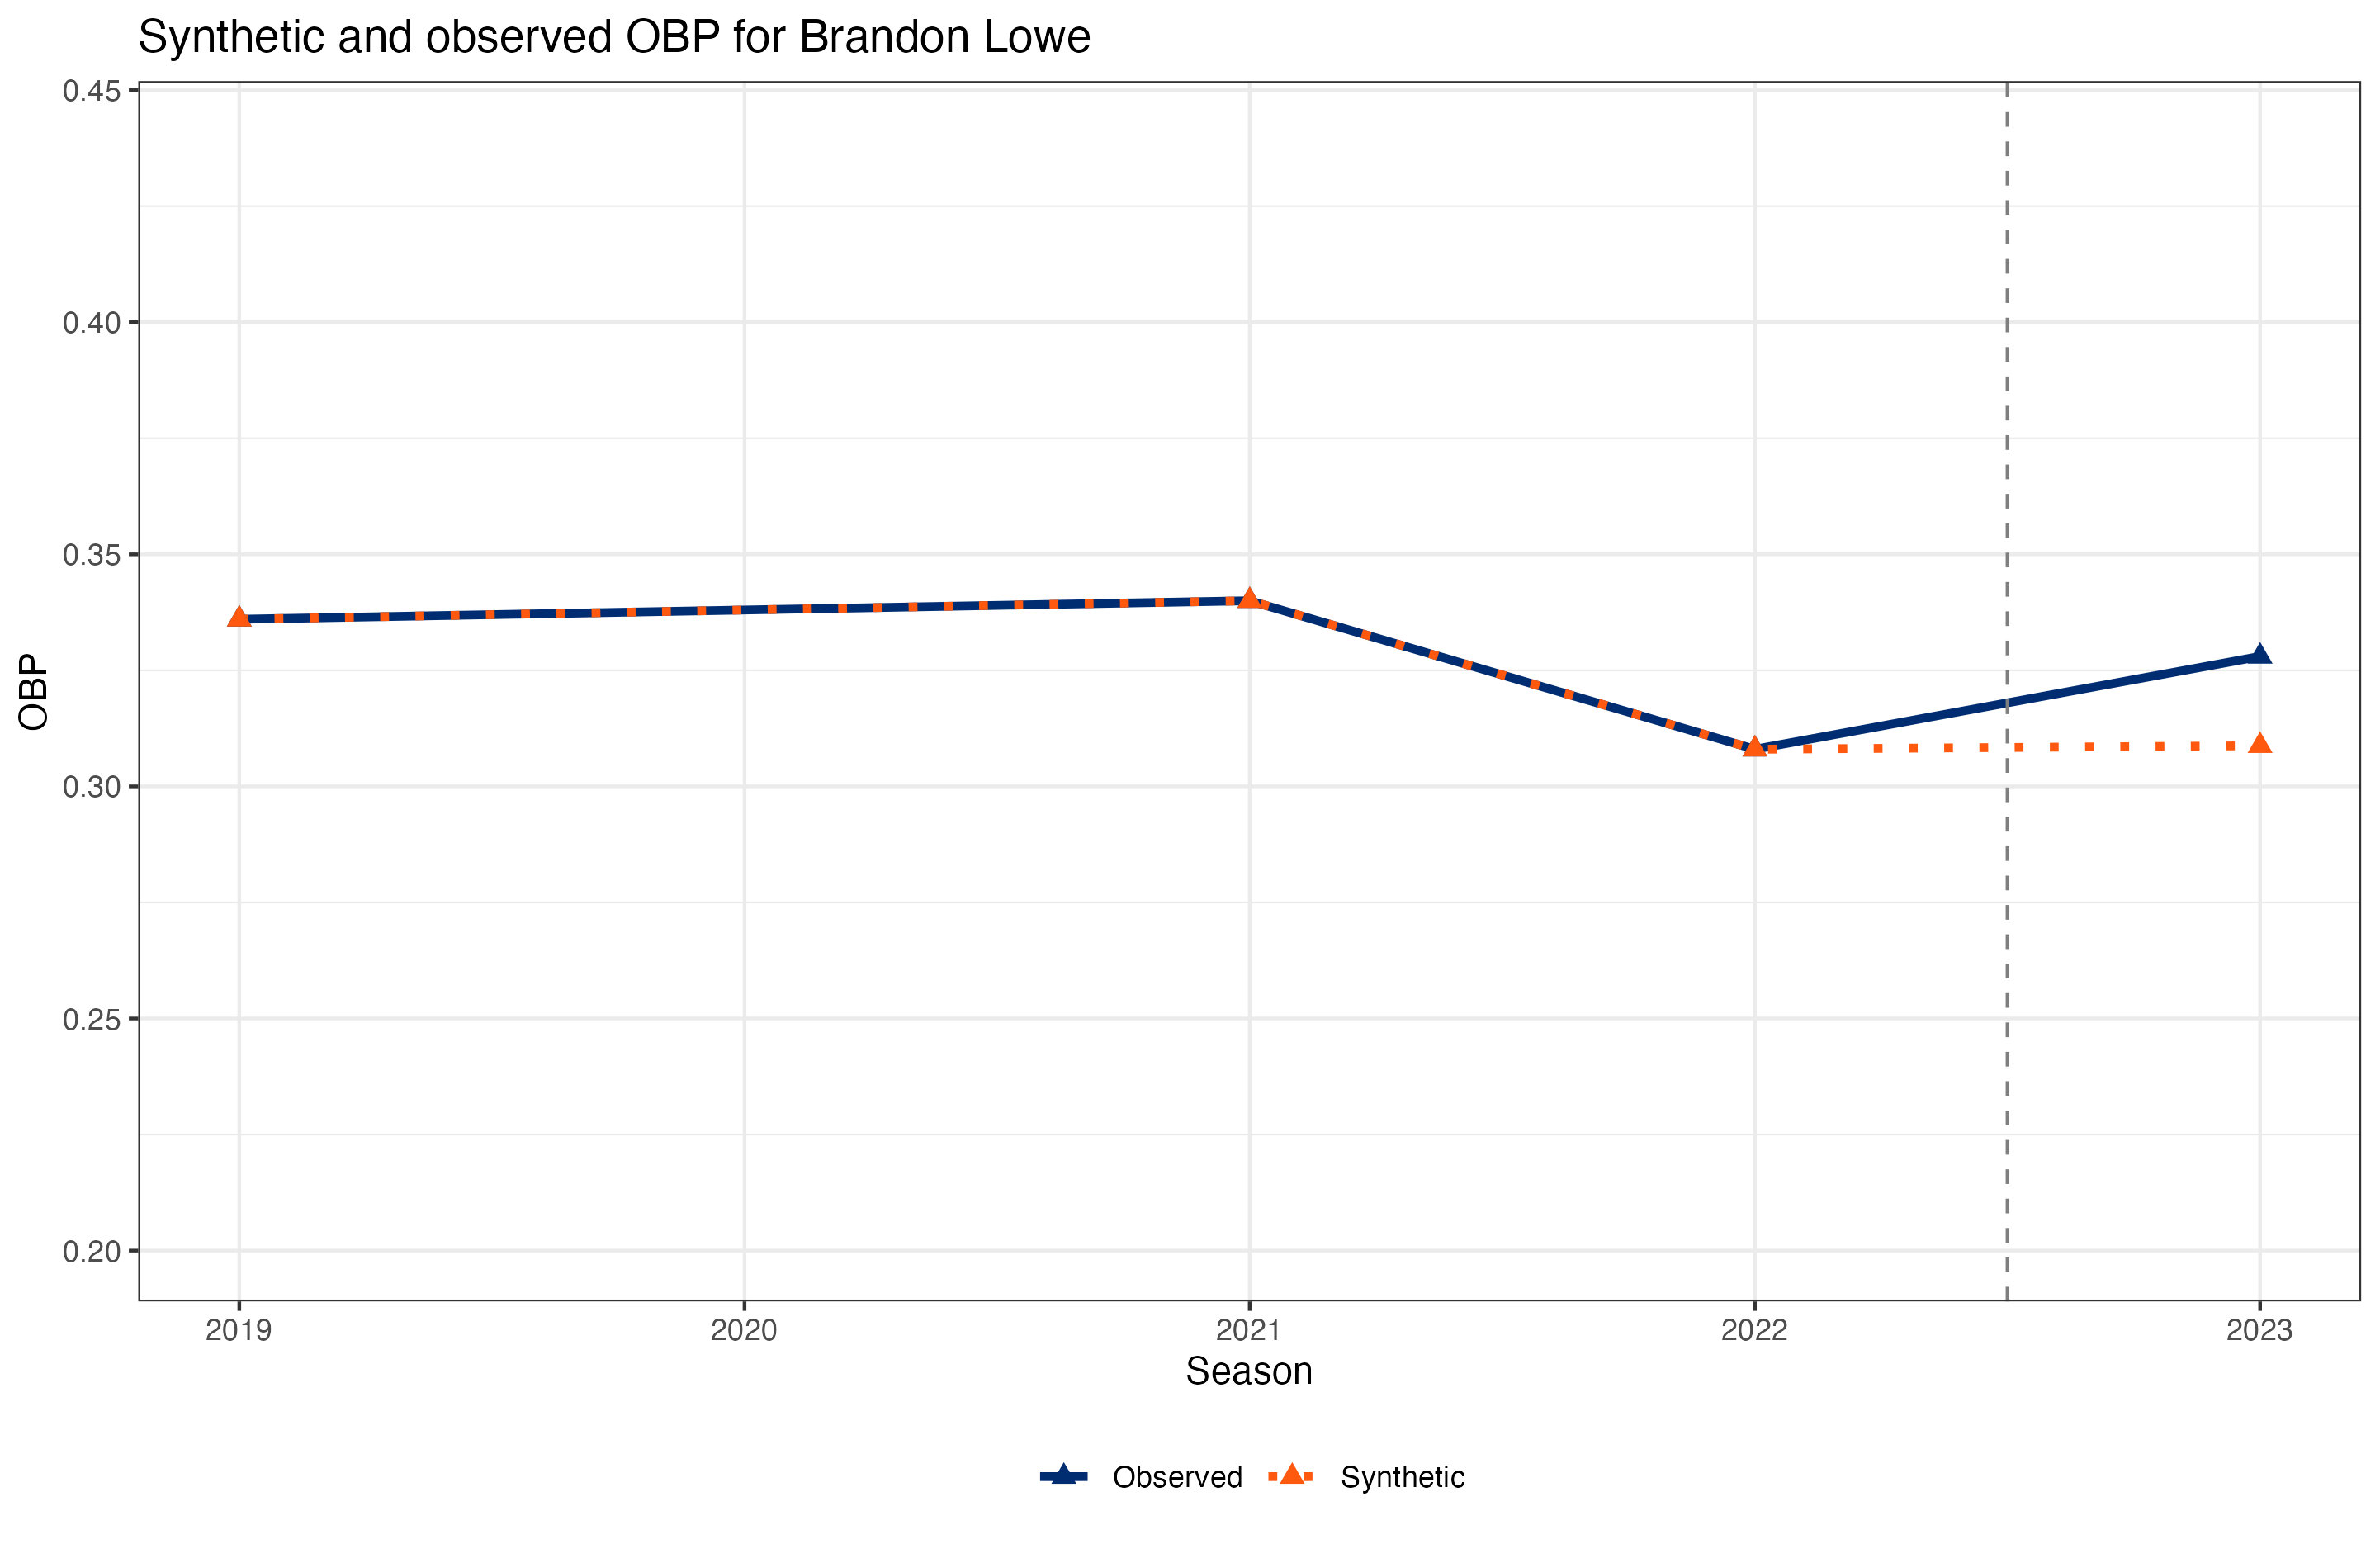 Synthetic and observed OBP for Brandon Lowe
0.45
0.40
0.35
0.30
0.25
0.20
OBP
2019 2020 2021 2022 2023
Season
Observed Synthetic